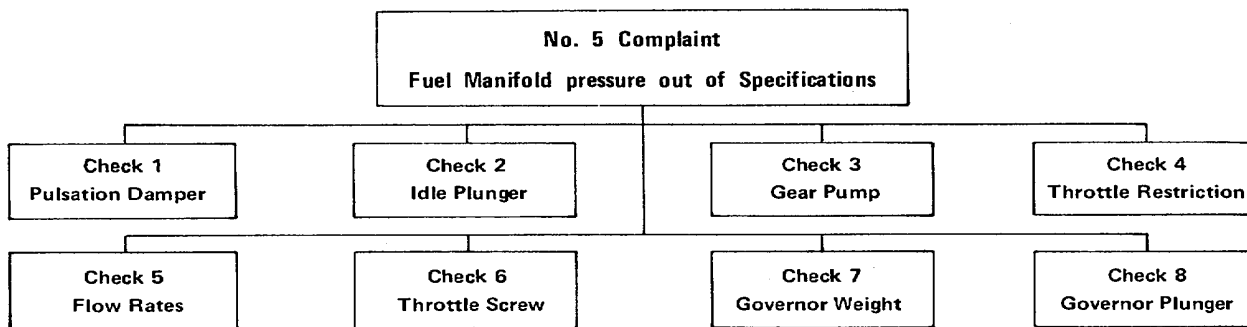 No. 5 Complaint
Fuel Manifold pressure out of Specifications
Check 1
Pulsation Damper
Check 2
Idle Plunger
Check 3
Gear Pump
Check 4
Throttle Restriction
Check 5
Flow Rates
Check 6
Throttle Screw
Check 7
Governor Weight
Check 8
Governor Plunger